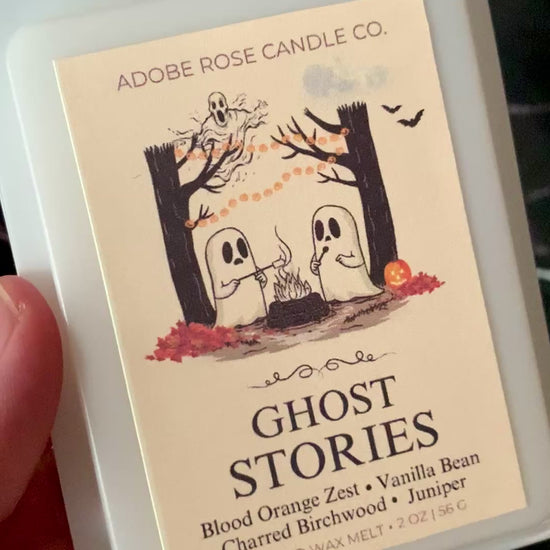 ADOBE ROSE CANDLE CO.
GHOST
STORIES
Blood Orange Zest • Vanilla Bean
Charred Birchwood • Juniper
WAX MELT • 2 OZ | 56 G